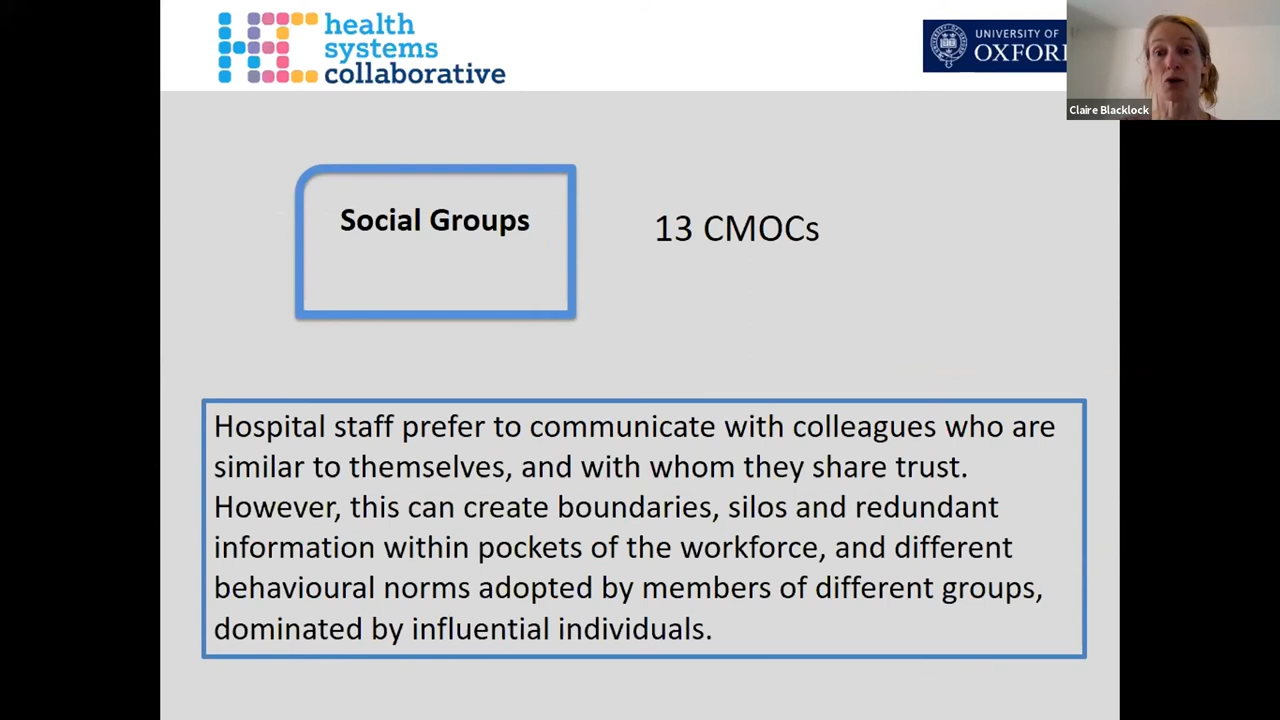 health
systems
collaborative
UNIVERSITY OF
OXFOR
Claire Blacklock
Social Groups
13 CMOCs
Hospital staff prefer to communicate with colleagues who are
similar to themselves, and with whom they share trust.
However, this can create boundaries, silos and redundant
information within pockets of the workforce, and different
behavioural norms adopted by members of different groups,
dominated by influential individuals.